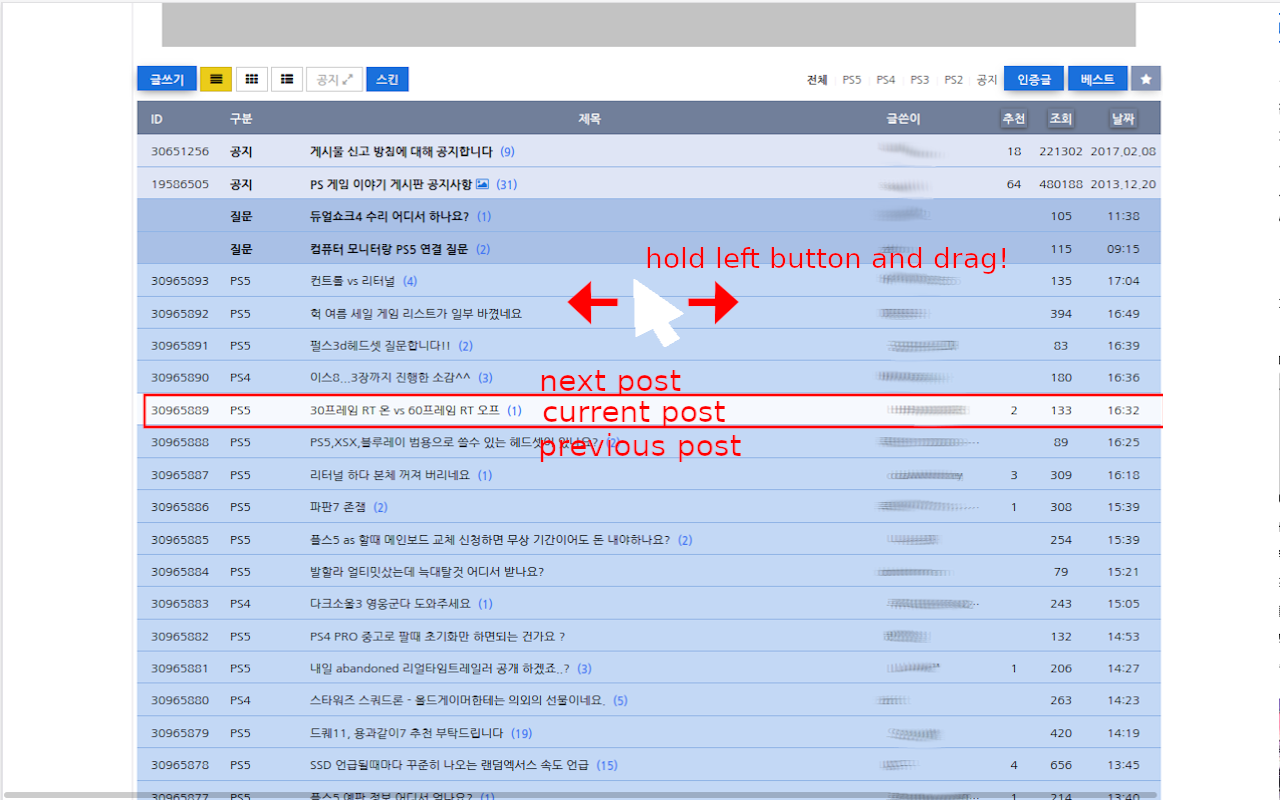 글쓰기 공지 스킨 전체 PS5 PS4 PS3 PS2 공지 인증글 베스트
ID 구분 제목 글쓴이 추천 조회 날짜
30651256 공지 게시물 신고 방침에 대해 공지합니다 (9) 18 221302 2017.02.08
19586505 공지 PS 게임 이야기 게시판 공지사항 (31) 64 480188 2013.12.20
질문 듀얼쇼크4 수리 어디서 하나요? (1) 105 11:38
질문 컴퓨터 모니터랑 PS5 연결 질문 (2) 115 09:15
hold left button and drag!
30965893 PS5 컨트롤 vs 리터널 (4) 135 17:04
30965892 PS5 헉 여름 세일 게임 리스트가 일부 바꼈네요 394 16:49
30965891 PS5 펄스3d헤드셋 질문합니다!! (2) 83 16:39
30965890 PS4 이스8...3장까지 진행한 소감^^ (3) 180 16:36
next post
30965889 PS5 30프레임 RT 온 vs 60프레임 RT 오프 (1) current post 2 133 16:32
30965888 PS5 PS5,XSX,블루레이 범용으로 쓸수 있는 헤드셋이 있나요? (2) 89 16:25
previous post
30965887 PS5 리터널 하다 본체 꺼져 버리네요 (1) 3 309 16:18
30965886 PS5 파판7 존잼 (2) 1 308 15:39
30965885 PS5 플스5 as 할때 메인보드 교체 신청하면 무상 기간이어도 돈 내야하나요? (2) 254 15:39
30965884 PS5 발할라 얼티밋샀는데 늑대탈것 어디서 받나요? 79 15:21
30965883 PS4 다크소울3 영웅군다 도와주세요 (1) 243 15:05
30965882 PS5 PS4 PRO 중고로 팔때 초기화만 하면되는 건가요 ? 132 14:53
30965881 PS5 내일 abandoned 리얼타임트레일러 공개 하겠죠..? (3) 1 206 14:27
30965880 PS4 스타워즈 스쿼드론 - 올드게이머한테는 의외의 선물이네요. (5) 263 14:23
30965879 PS5 드퀘11, 용과같이7 추천 부탁드립니다 (19) 420 14:19
30965878 PS5 SSD 언급될때마다 꾸준히 나오는 랜덤엑서스 속도 언급 (15) 4 656 13:45
30965877 PS5 플스5 예판 정보 어디서 얻나요? (1) 1 214 13:40